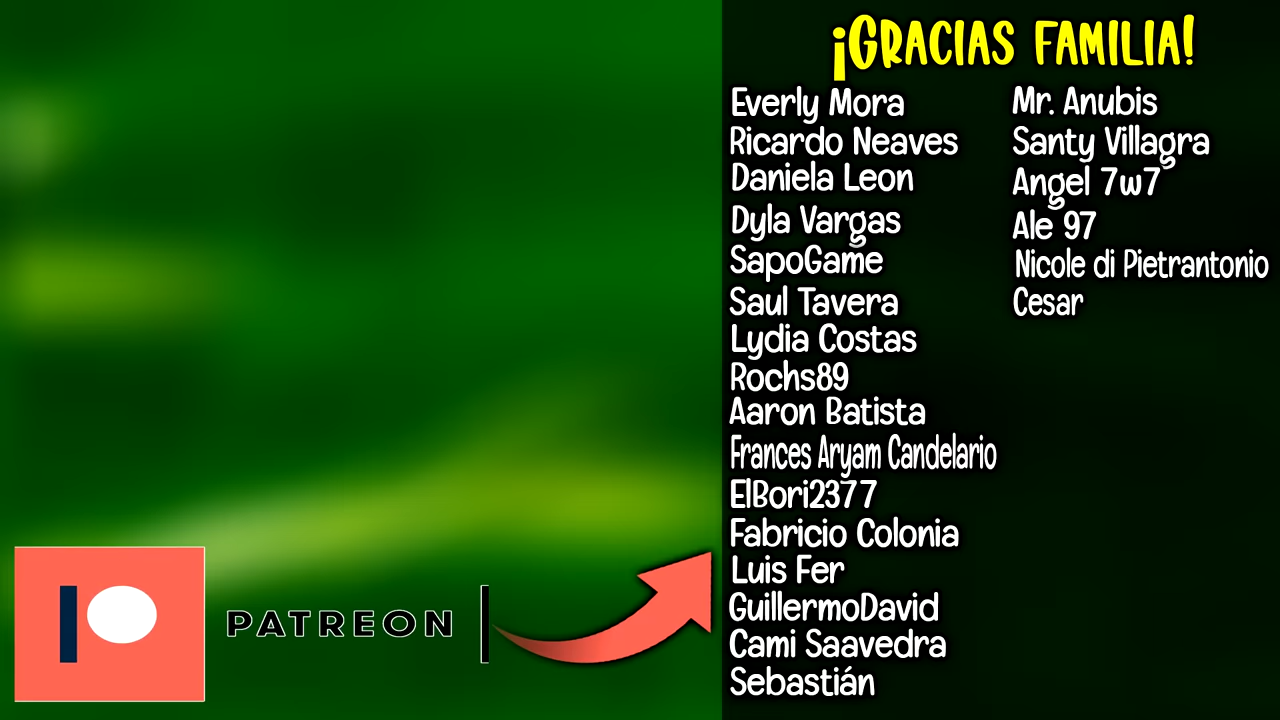 ¡GRACIAS FAMILIA!
Everly Mora
Ricardo Neaves
Daniela Leon
Dyla Vargas
SapoGame
Saul Tavera
Lydia Costas
Rochs89
Aaron Batista
Frances Aryam Candelario
ElBori2377
Fabricio Colonia
Luis Fer
GuillermoDavid
Cami Saavedra
Sebastián
Mr. Anubis
Santy Villagra
Angel 7w7
Ale 97
Nicole di Pietrantonio
Cesar
PATREON